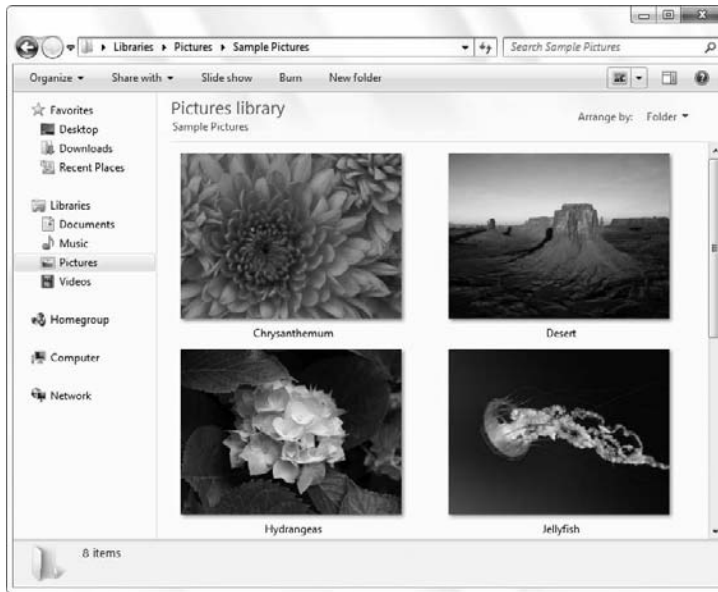 Libraries Pictures Sample Pictures Search Sample Pictures
Organize Share with Slide show Burn New folder
Favorites
Desktop
Downloads
Recent Places
Libraries
Documents
Music
Pictures
Videos
Homegroup
Computer
Network
Pictures library
Sample Pictures
Arrange by: Folder
Chrysanthemum
Desert
Hydrangeas
Jellyfish
8 items